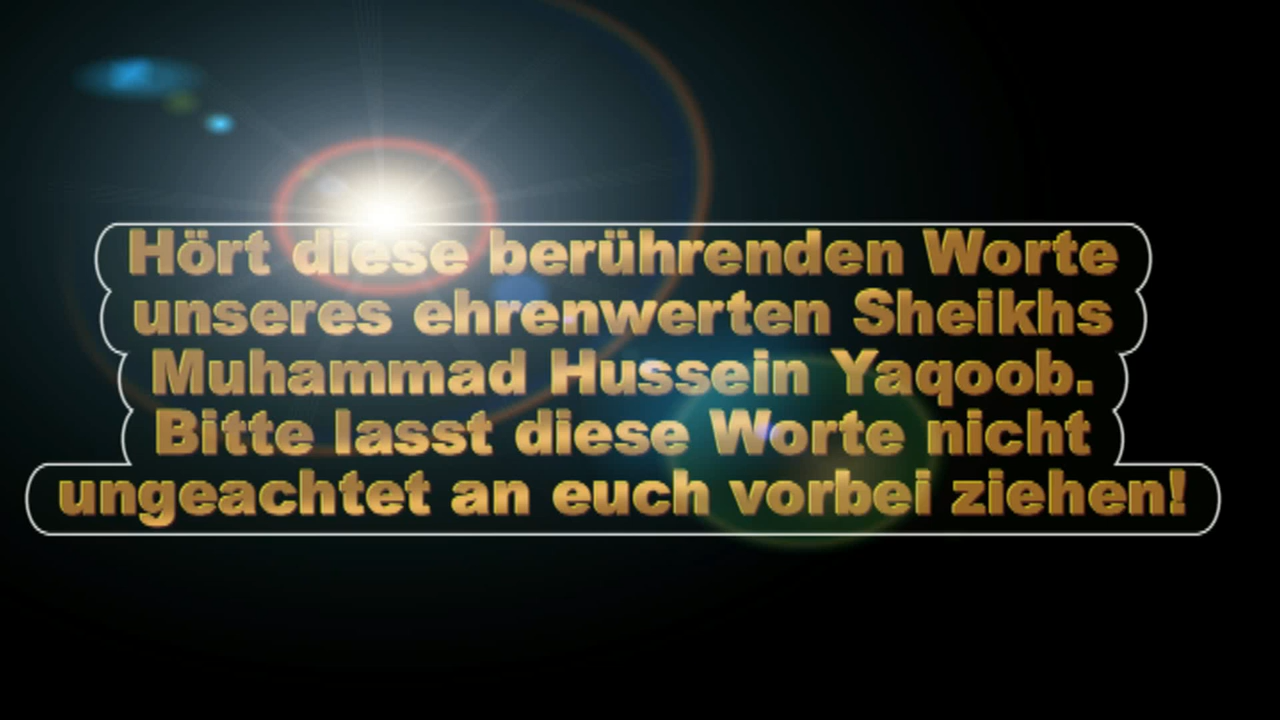 Hört diese berührenden Worte
unseres ehrenwerten Sheikhs
Muhammad Hussein Yaqoob.
Bitte lasst diese Worte nicht
ungeachtet an euch vorbei ziehen!